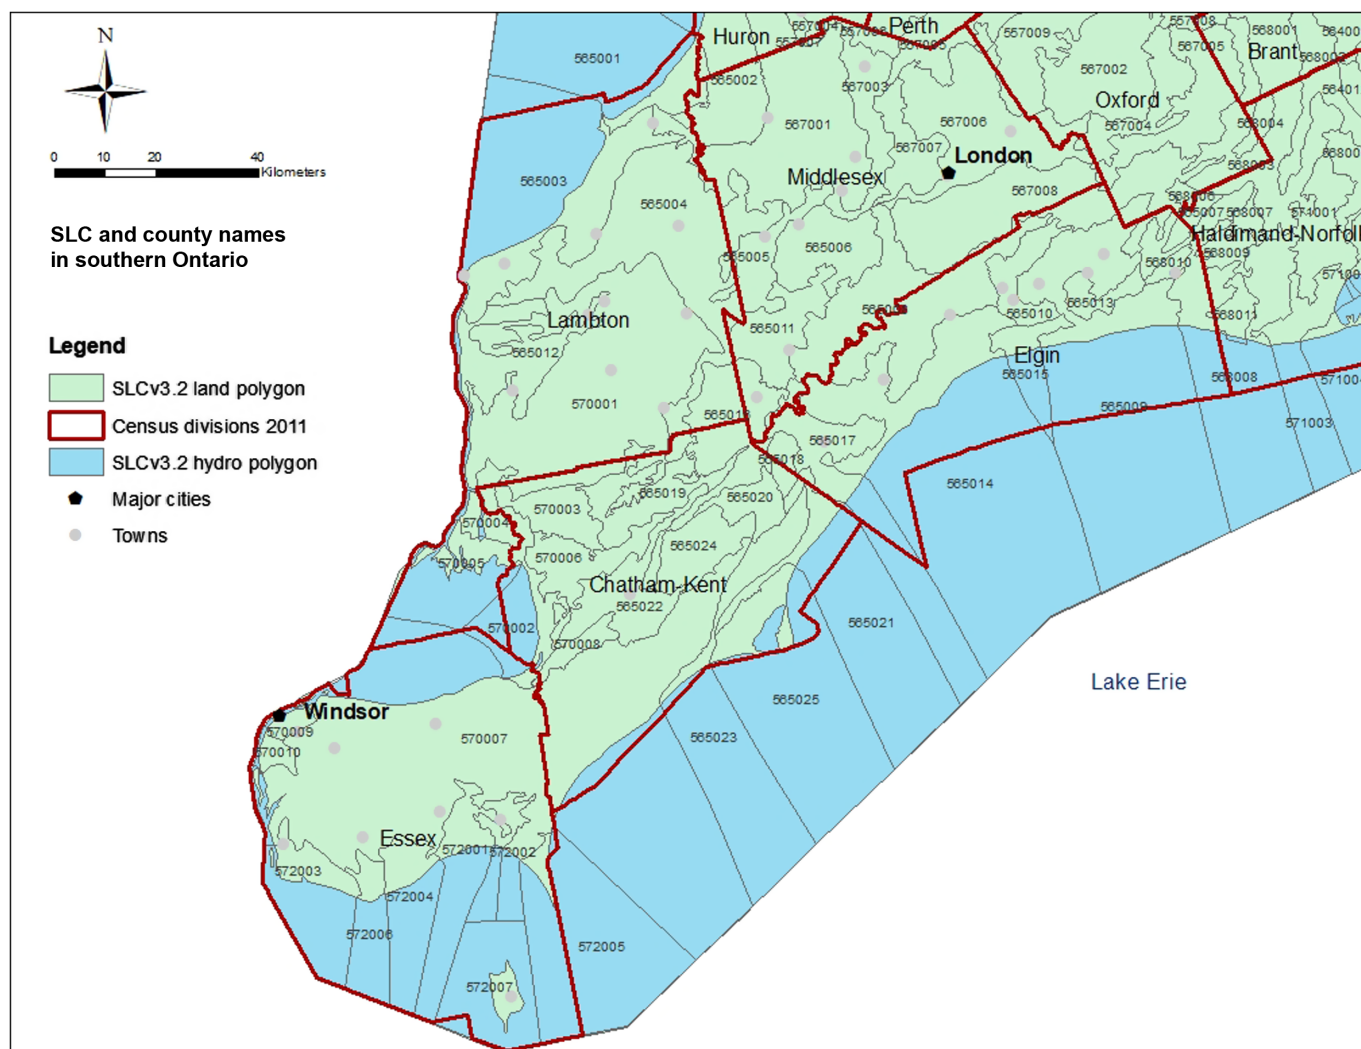 N
0 10 20 40
Kilometers
SLC and county names
in southern Ontario
Legend
SLCv3.2 land polygon
Census divisions 2011
SLCv3.2 hydro polygon
Major cities
Towns
565001
Huron
Perth
557009
567005
568001
Brant
565002
567003
567002
Oxford
567001
567006
567004
568004
567007
London
565003
Middlesex
567008
565004
568007
571001
Haldimand-Norfolk
565006
565005
568009
568010
565013
565010
568011
Lambton
565011
565012
Elgin
565015
568008
570001
565009
571003
565017
565018
565014
565019
565020
570003
570004
565024
570006
570005
Chatham-Kent
565022
565021
570002
570008
Lake Erie
565025
Windsor
570009
570007
565023
570010
Essex
572001
572002
572003
572004
572006
572005
572007